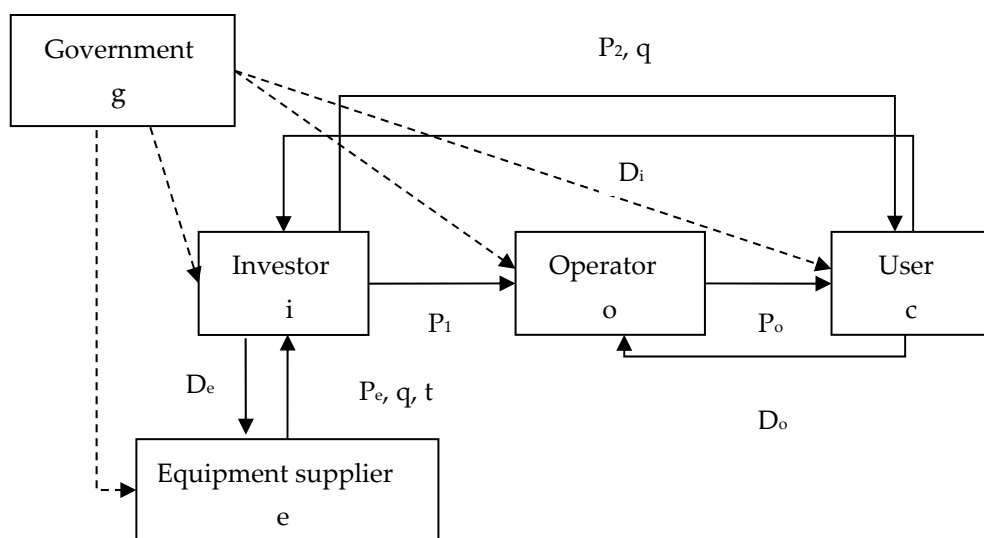 Government
g
P₂, q
Dᵢ
Investor
i
Operator
o
User
c
P₁
Pₒ
Dₑ
Pₑ, q, t
Dₒ
Equipment supplier
e